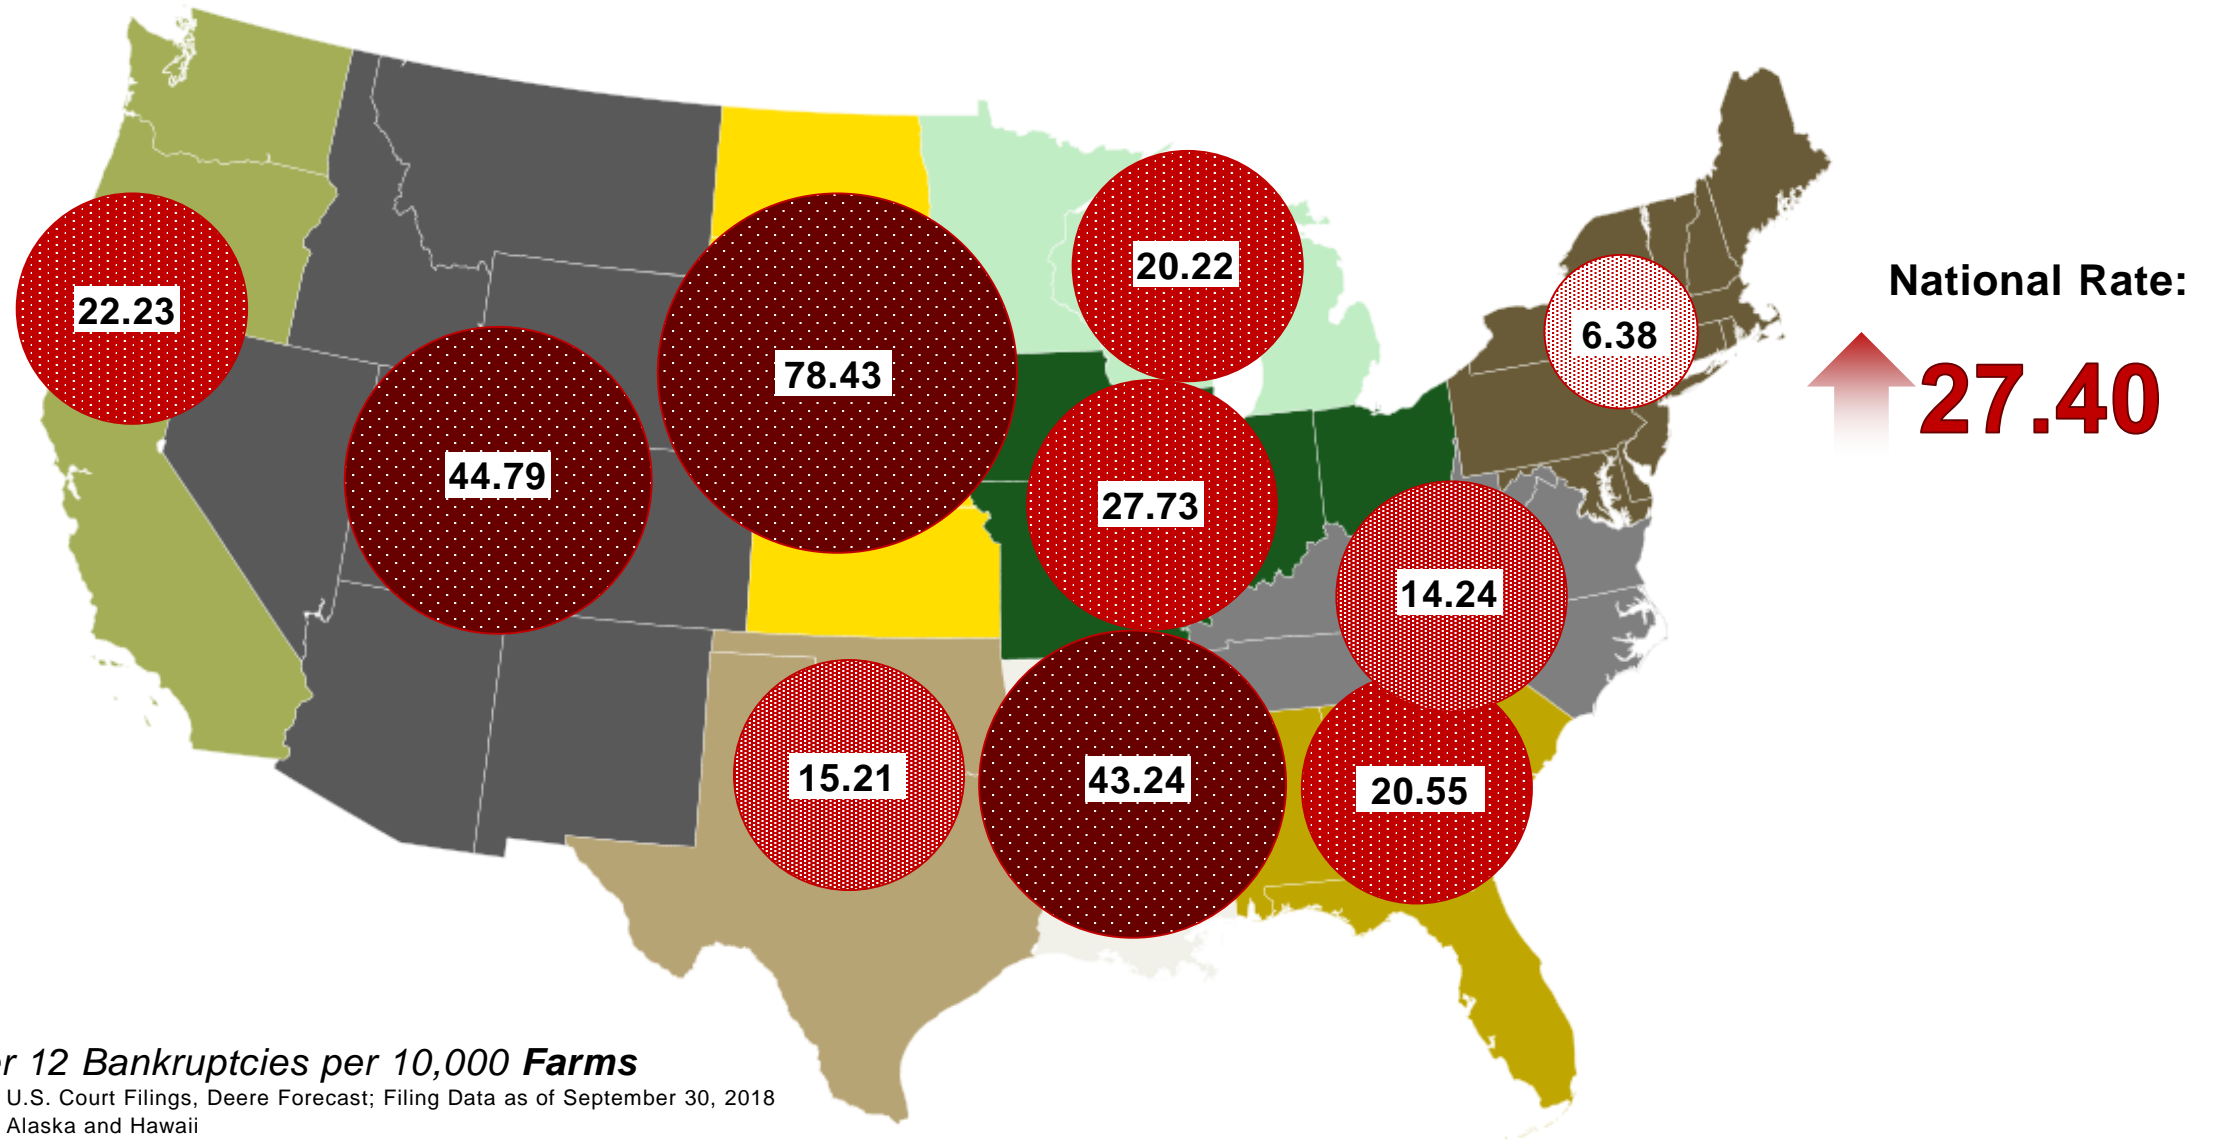 20.22
National Rate:
22.23
6.38
78.43
27.40
44.79
27.73
14.24
15.21
43.24
20.55
12 Bankruptcies per 10,000 Farms
U.S. Court Filings, Deere Forecast; Filing Data as of September 30, 2018
Alaska and Hawaii